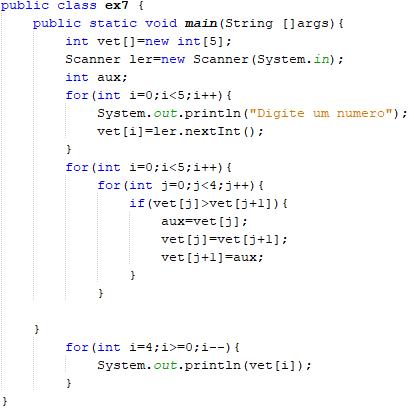 public class ex7 {
    public static void main(String []args){
        int vet[]=new int[5];
        Scanner ler=new Scanner(System.in);
        int aux;
        for(int i=0;i<5;i++){
            System.out.println("Digite um numero");
            vet[i]=ler.nextInt();
        }
        for(int i=0;i<5;i++){
            for(int j=0;j<4;j++){
                if(vet[j]>vet[j+1]){
                    aux=vet[j];
                    vet[j]=vet[j+1];
                    vet[j+1]=aux;
                }
            }

    }
        for(int i=4;i>=0;i--){
            System.out.println(vet[i]);
        }
}